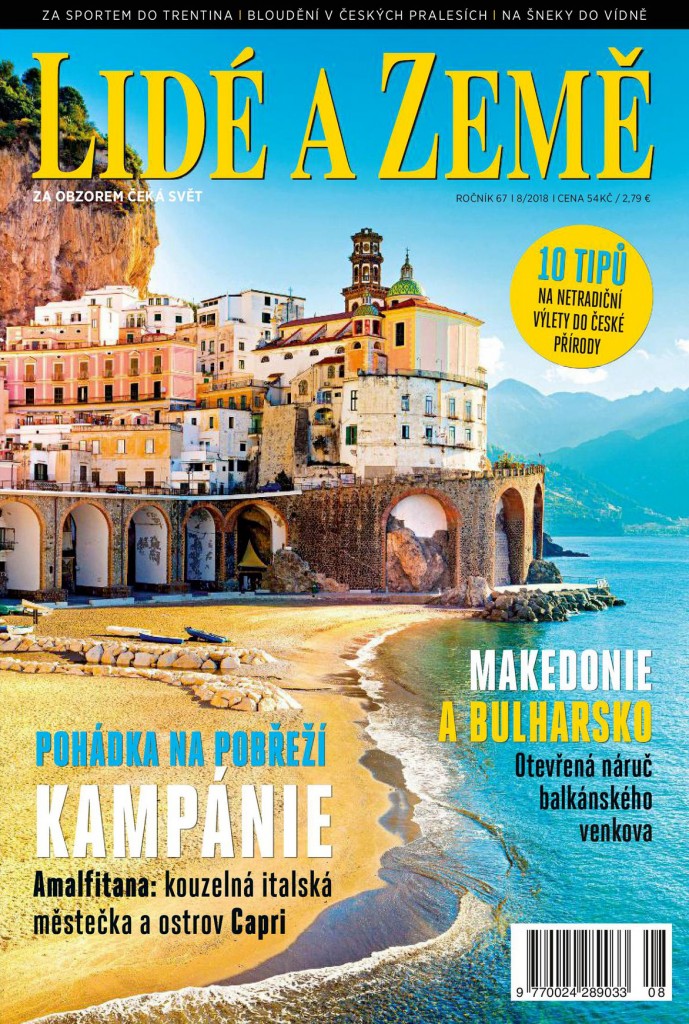 ZA SPORTEM DO TRENTINA | BLOUDĚNÍ V ČESKÝCH PRALESÍCH | NA ŠNEKY DO VÍDNĚ
LIDÉ A ZEMĚ
ZA OBZOREM ČEKÁ SVĚT
ROČNÍK 67 | 8/2018 | CENA 54KČ / 2,79 €
10 TIPŮ
NA NETRADIČNÍ
VÝLETY DO ČESKÉ
PŘÍRODY
MAKEDONIE
A BULHARSKO
Otevřená náruč
balkánského
venkova
POHÁDKA NA POBŘEŽÍ
KAMPÁNIE
Amalfitana: kouzelná italská
městečka a ostrov Capri
9 770024 289033 08